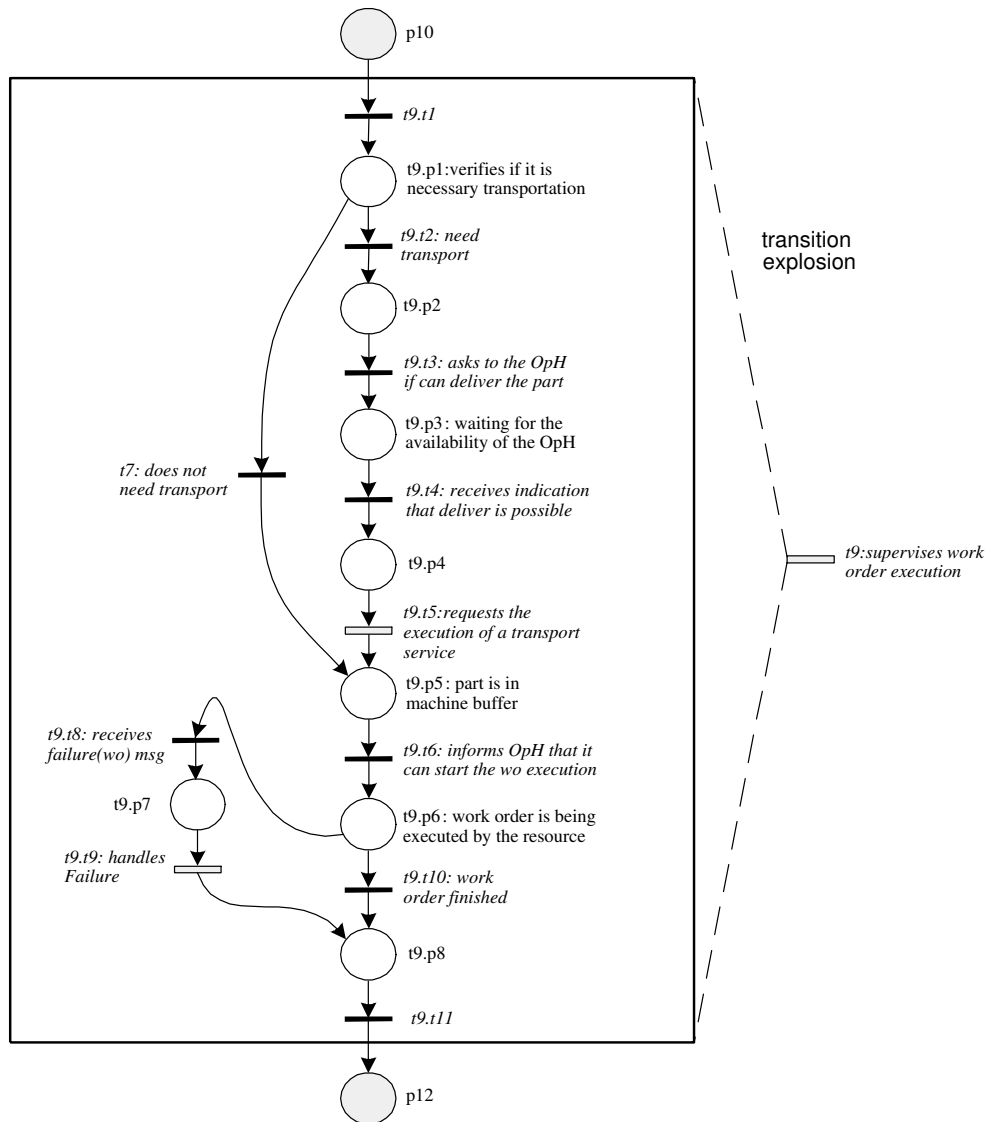 p10
t9.t1
t9.p1:verifies if it is
necessary transportation
t9.t2: need
transport
transition
explosion
t9.p2
t9.t3: asks to the OpH
if can deliver the part
t9.p3: waiting for the
availability of the OpH
t7: does not
need transport
t9.t4: receives indication
that deliver is possible
t9.p4
t9:supervises work
order execution
t9.t5:requests the
execution of a transport
service
t9.p5: part is in
machine buffer
t9.t8: receives
failure(wo) msg
t9.t6: informs OpH that it
can start the wo execution
t9.p7
t9.p6: work order is being
executed by the resource
t9.t9: handles
Failure
t9.t10: work
order finished
t9.p8
t9.t11
p12